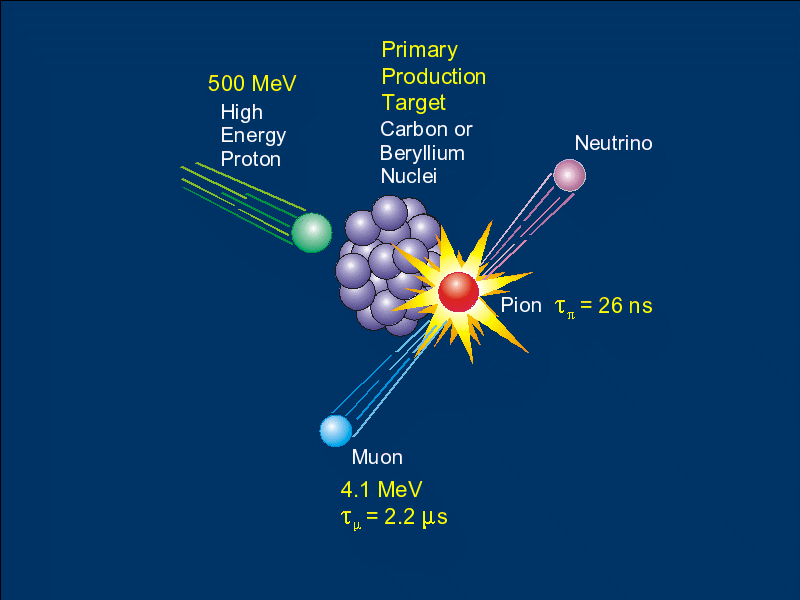 Primary
Production
Target
Carbon or
Beryllium
Nuclei
500 MeV
High
Energy
Proton
Neutrino
Pion τπ = 26 ns
Muon
4.1 MeV
τμ = 2.2 μs